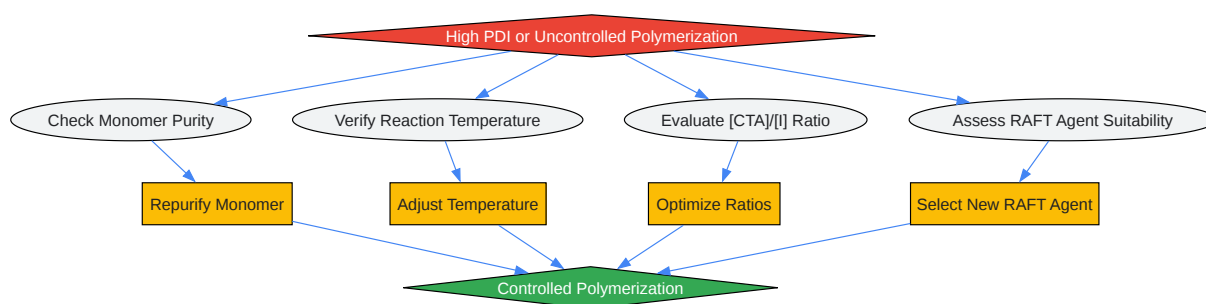 High PDI or Uncontrolled Polymerization
Check Monomer Purity
Verify Reaction Temperature
Evaluate [CTA]/[I] Ratio
Assess RAFT Agent Suitability
Repurify Monomer
Adjust Temperature
Optimize Ratios
Select New RAFT Agent
Controlled Polymerization